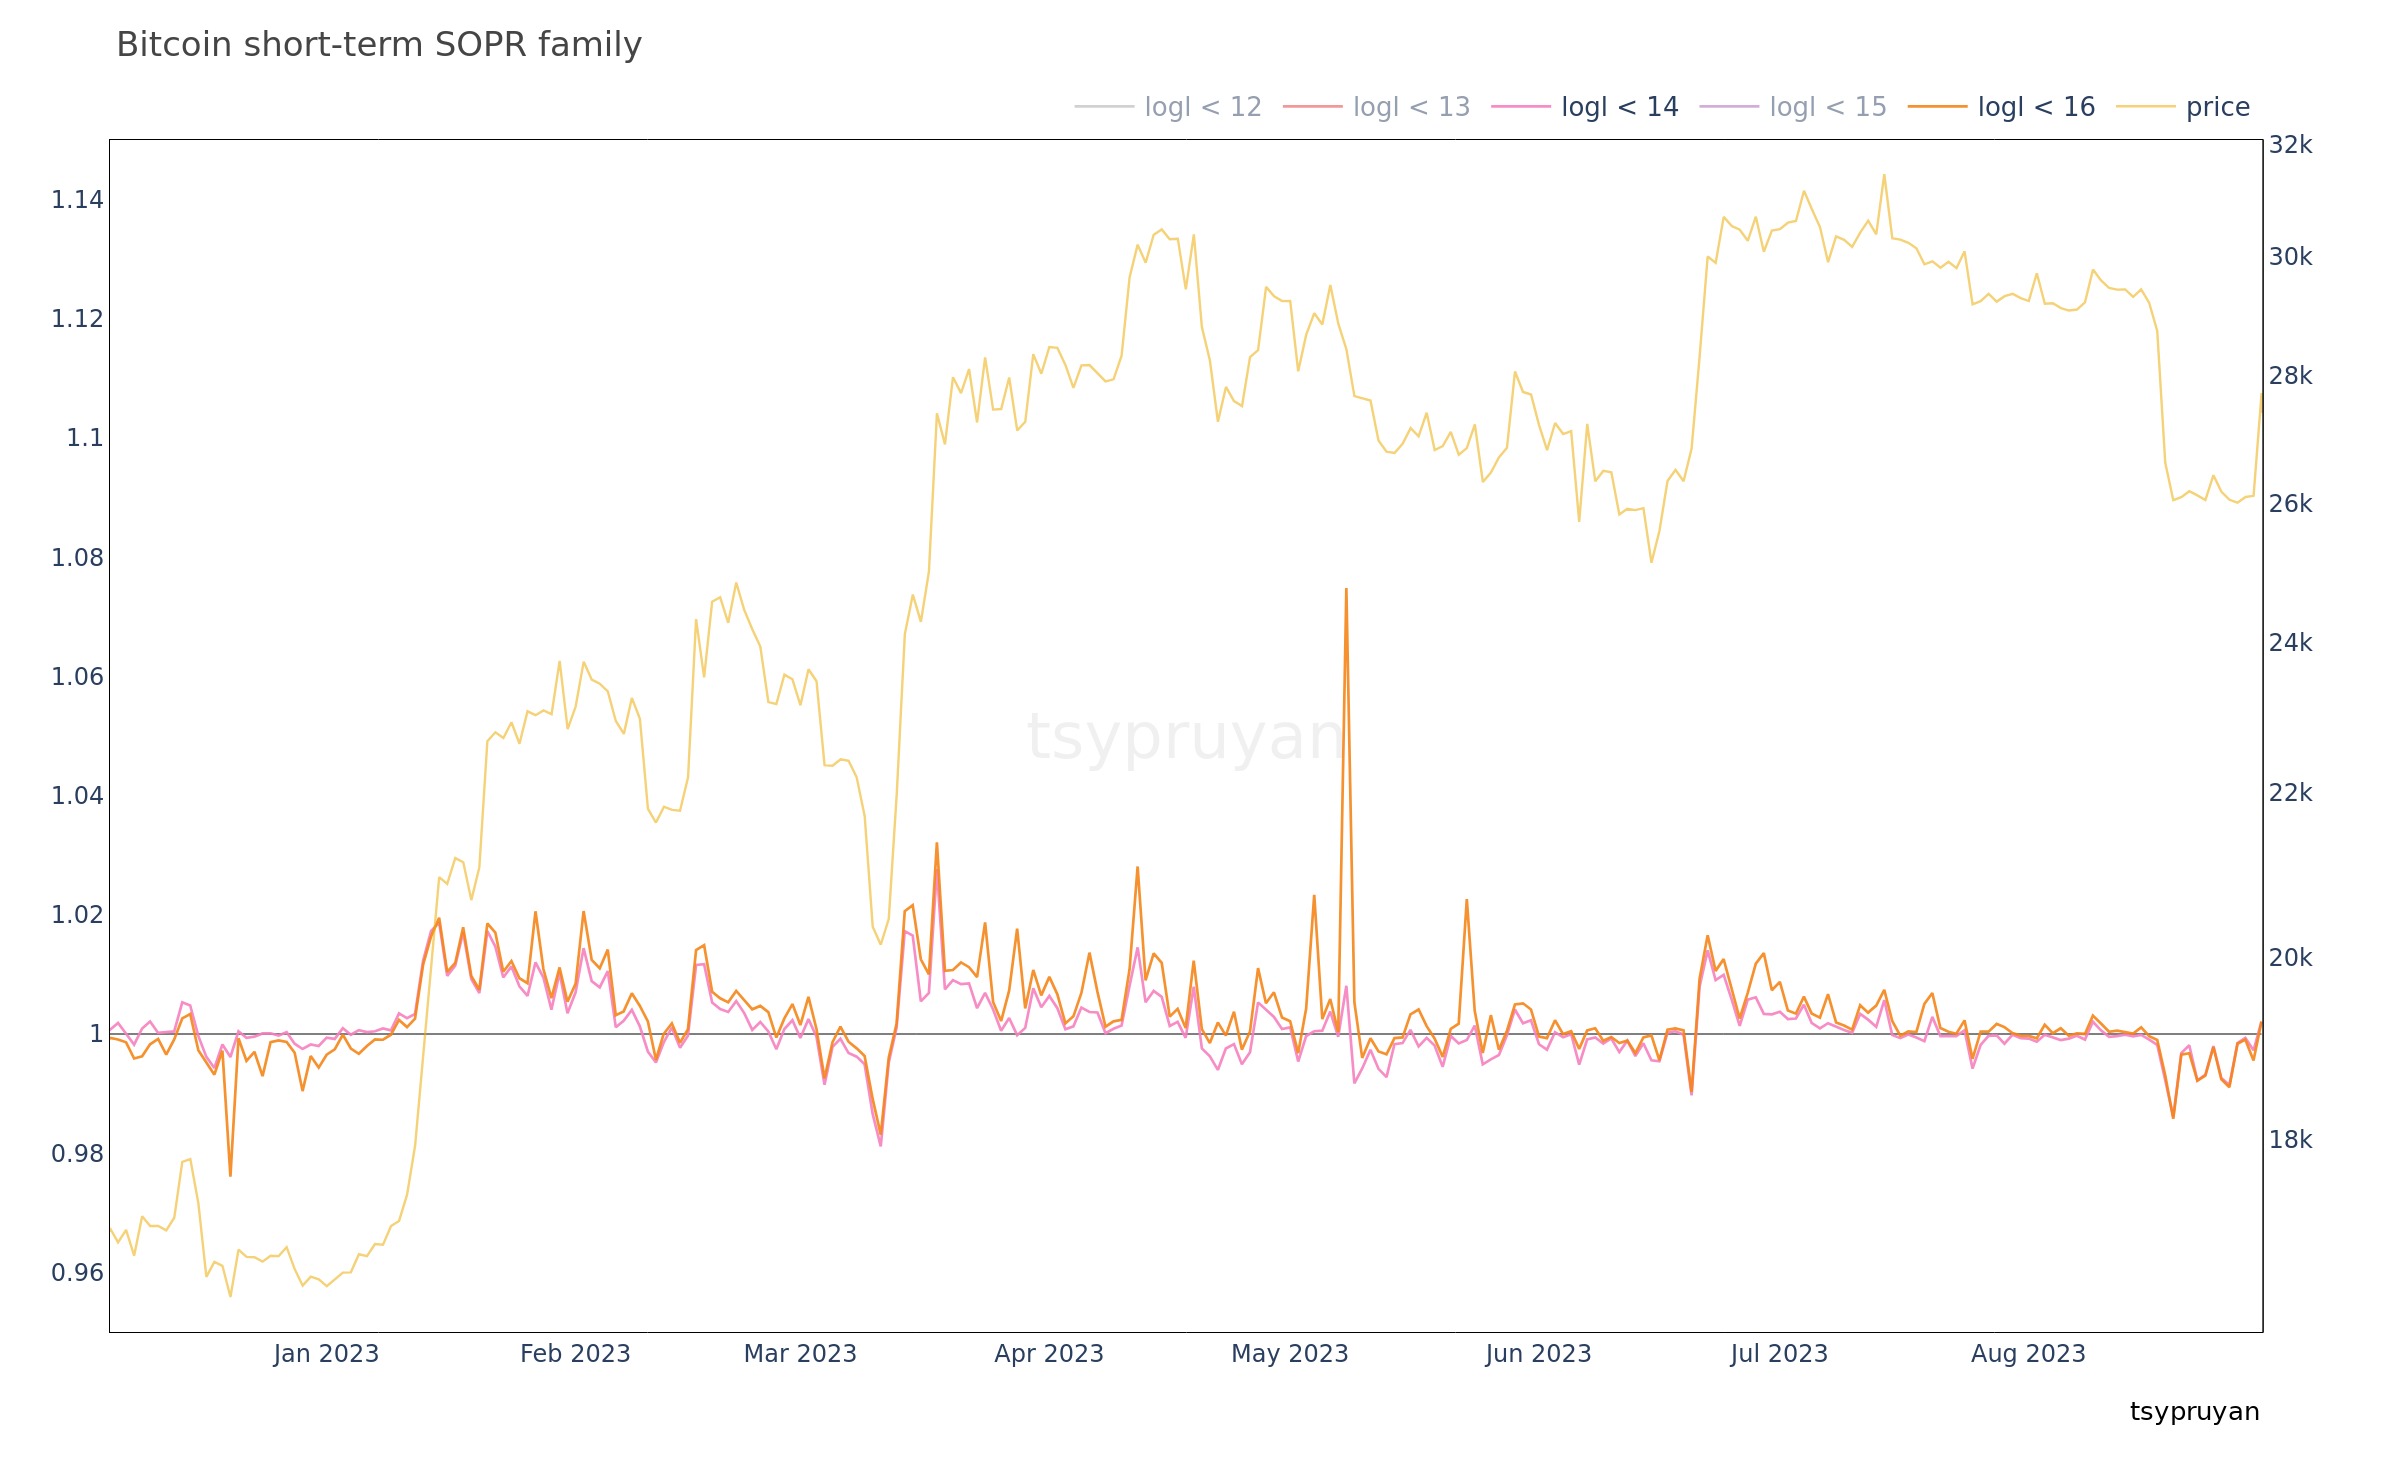 Bitcoin short-term SOPR family
logl < 12 logl < 13 logl < 14 logl < 15 logl < 16 price
32k
1.14
30k
1.12
28k
1.1
26k
1.08
24k
1.06
tsypruyan
1.04
22k
1.02
20k
1
0.98
18k
0.96
Jan 2023 Feb 2023 Mar 2023 Apr 2023 May 2023 Jun 2023 Jul 2023 Aug 2023
tsypruyan